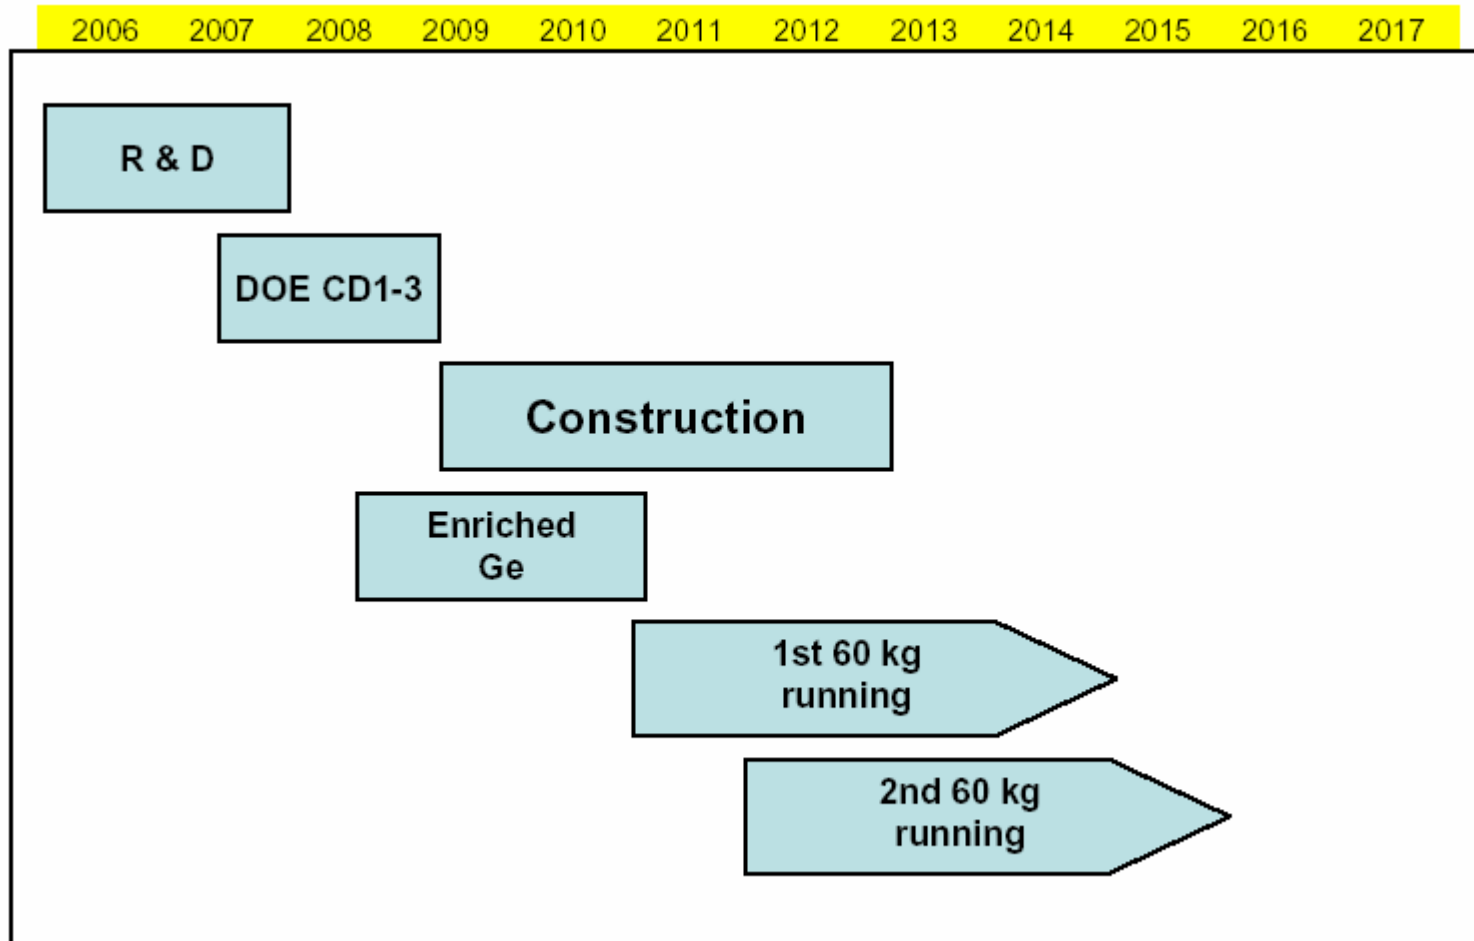 2006 2007 2008 2009 2010 2011 2012 2013 2014 2015 2016 2017
R & D
DOE CD1-3
Construction
Enriched
Ge
1st 60 kg
running
2nd 60 kg
running